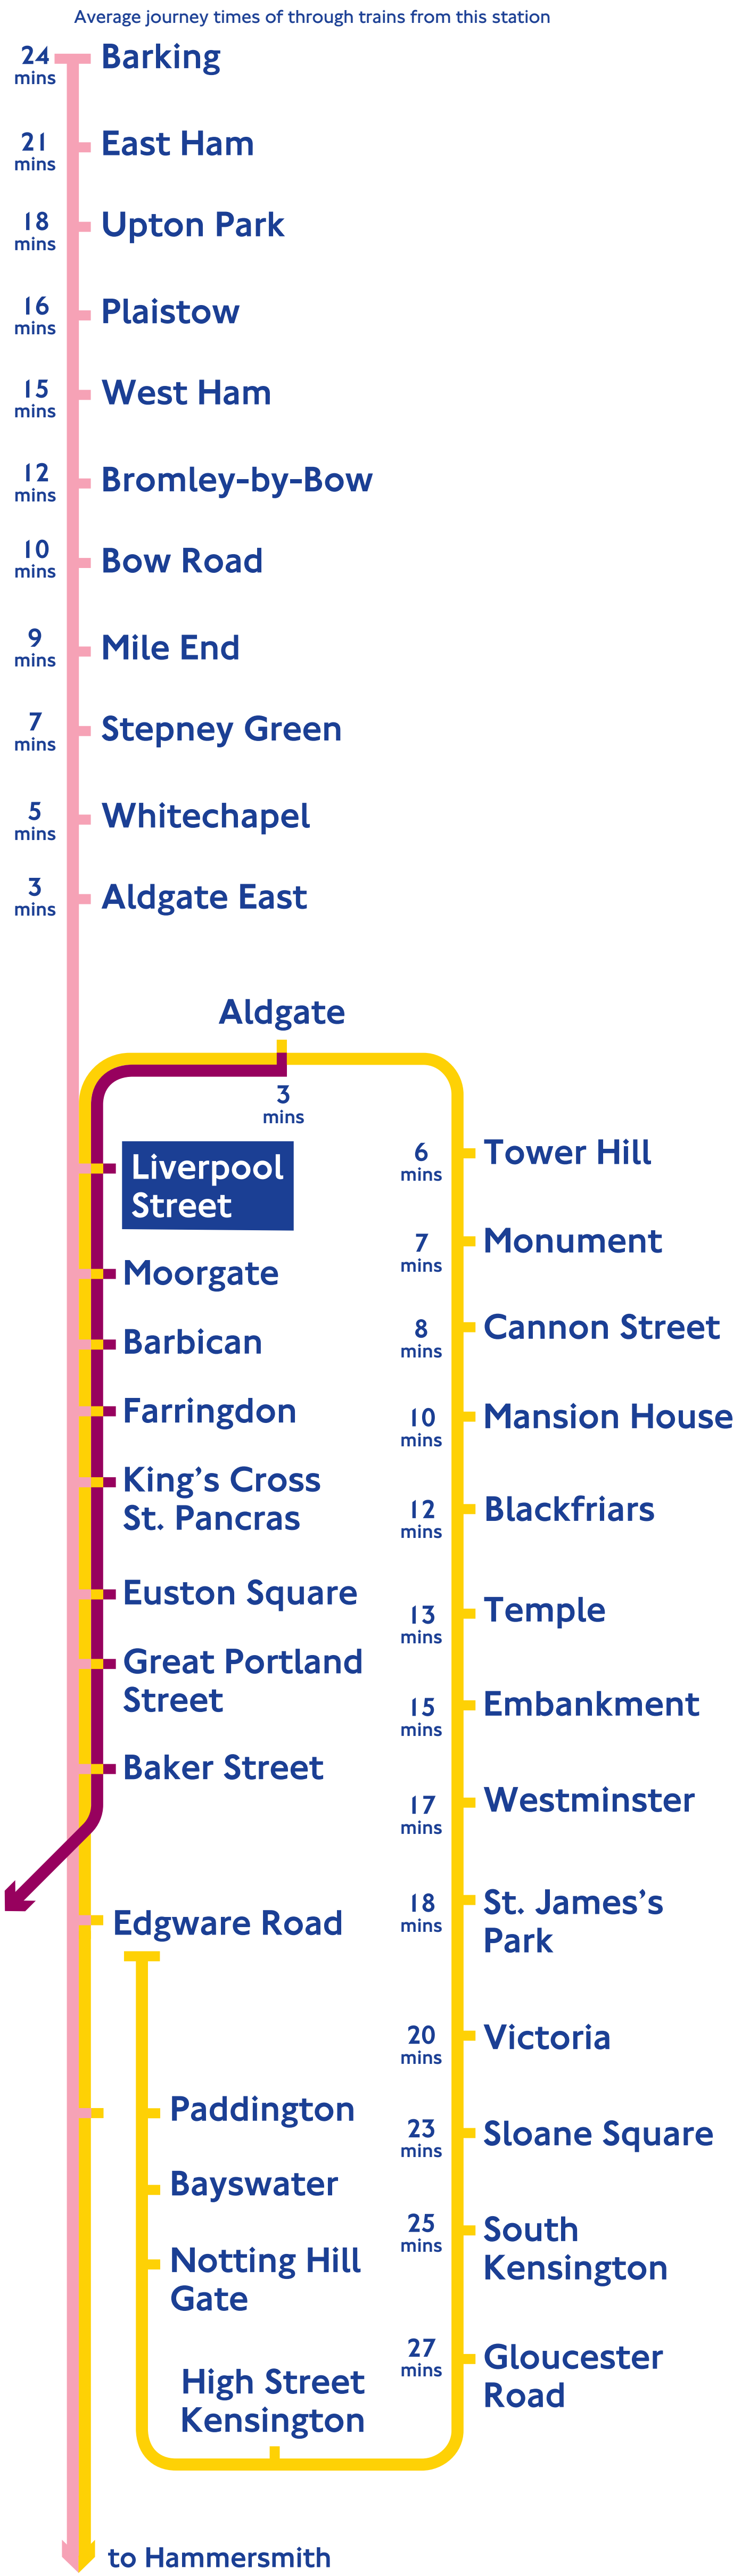 Average journey times of through trains from this station
24
mins
Barking
21
mins
East Ham
18
mins
Upton Park
16
mins
Plaistow
15
mins
West Ham
12
mins
Bromley-by-Bow
10
mins
Bow Road
9
mins
Mile End
7
mins
Stepney Green
5
mins
Whitechapel
3
mins
Aldgate East
Aldgate
3
mins
Liverpool
Street
Moorgate
Barbican
Farringdon
King's Cross
St. Pancras
Euston Square
Great Portland
Street
Baker Street
Edgware Road
Paddington
Bayswater
Notting Hill
Gate
High Street
Kensington
6
mins
Tower Hill
7
mins
Monument
8
mins
Cannon Street
10
mins
Mansion House
12
mins
Blackfriars
13
mins
Temple
15
mins
Embankment
17
mins
Westminster
18
mins
St. James's
Park
20
mins
Victoria
23
mins
Sloane Square
25
mins
South
Kensington
27
mins
Gloucester
Road
to Hammersmith